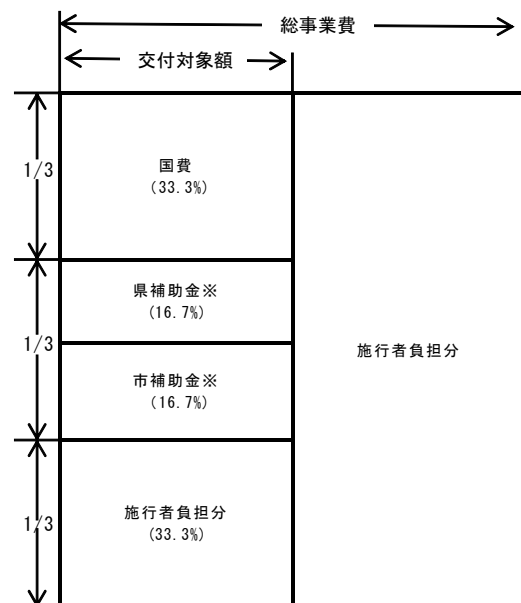 総事業費
交付対象額
1/3
国費
(33.3%)
1/3
県補助金※
(16.7%)
市補助金※
(16.7%)
施行者負担分
1/3
施行者負担分
(33.3%)